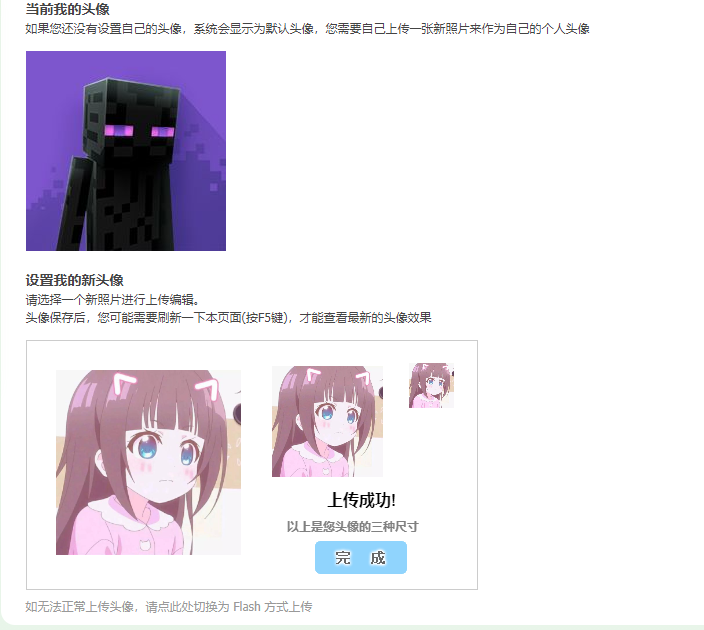 当前我的头像
如果您还没有设置自己的头像，系统会显示为默认头像，您需要自己上传一张新照片来作为自己的个人头像
设置我的新头像
请选择一个新照片进行上传编辑。
头像保存后，您可能需要刷新一下本页面(按F5键)，才能查看最新的头像效果
上传成功!
以上是您头像的三种尺寸
完 成
如无法正常上传头像，请点此处切换为 Flash 方式上传